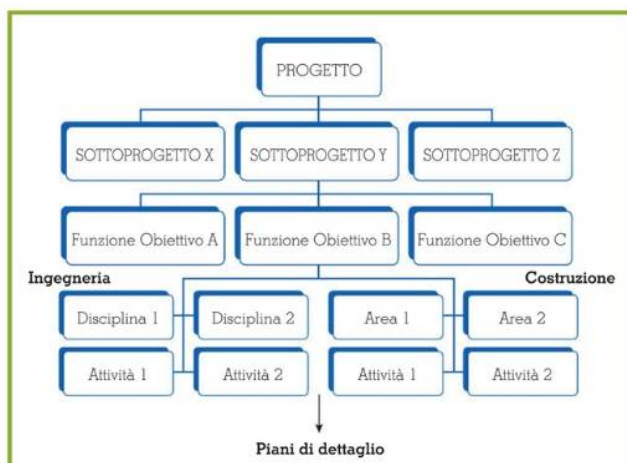 PROGETTO
SOTTOPROGETTO X
SOTTOPROGETTO Y
SOTTOPROGETTO Z
Funzione Obiettivo A
Funzione Obiettivo B
Funzione Obiettivo C
Ingegneria
Costruzione
Disciplina 1
Disciplina 2
Area 1
Area 2
Attività 1
Attività 2
Attività 1
Attività 2
Piani di dettaglio